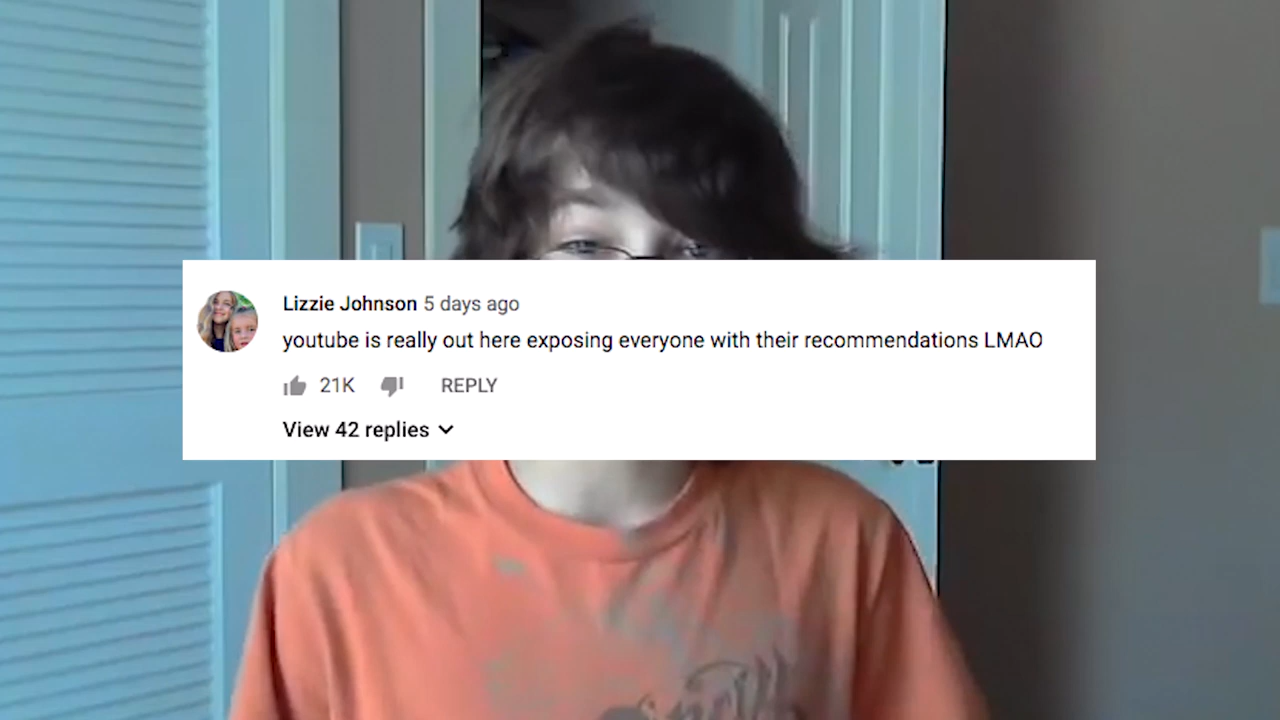 Lizzie Johnson 5 days ago
youtube is really out here exposing everyone with their recommendations LMAO
21K REPLY
View 42 replies